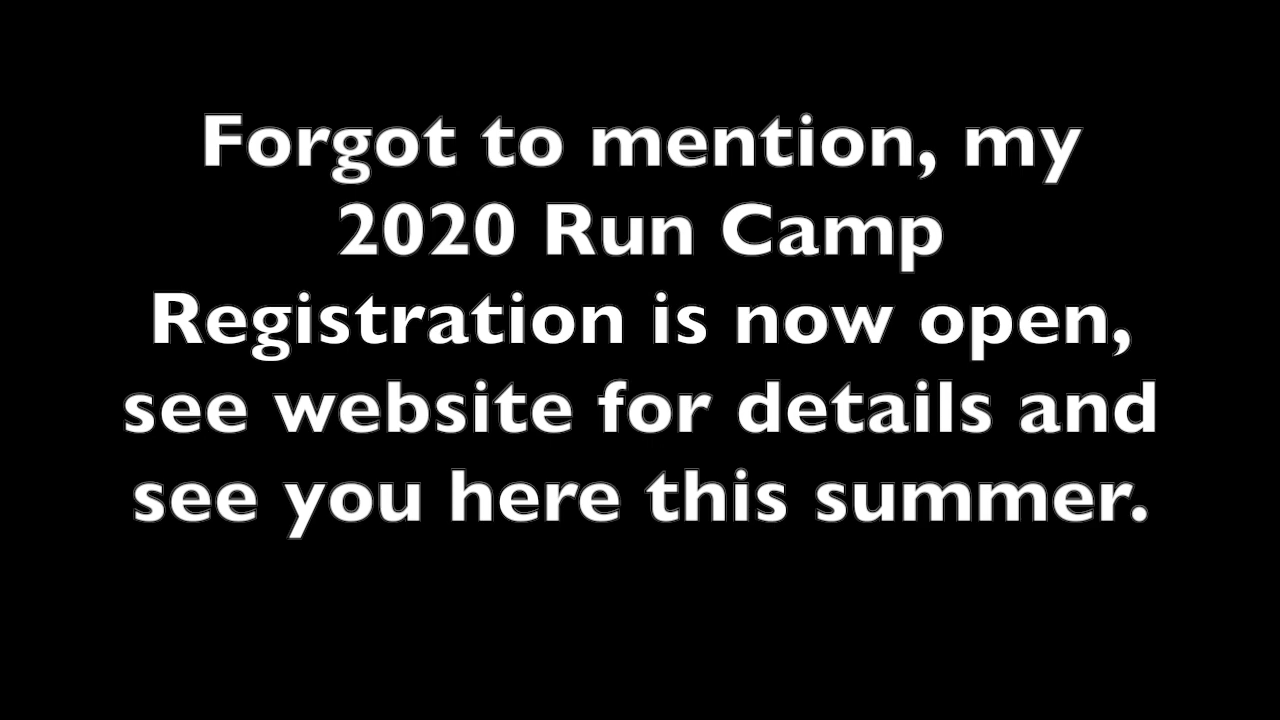 Forgot to mention, my
2020 Run Camp
Registration is now open,
see website for details and
see you here this summer.